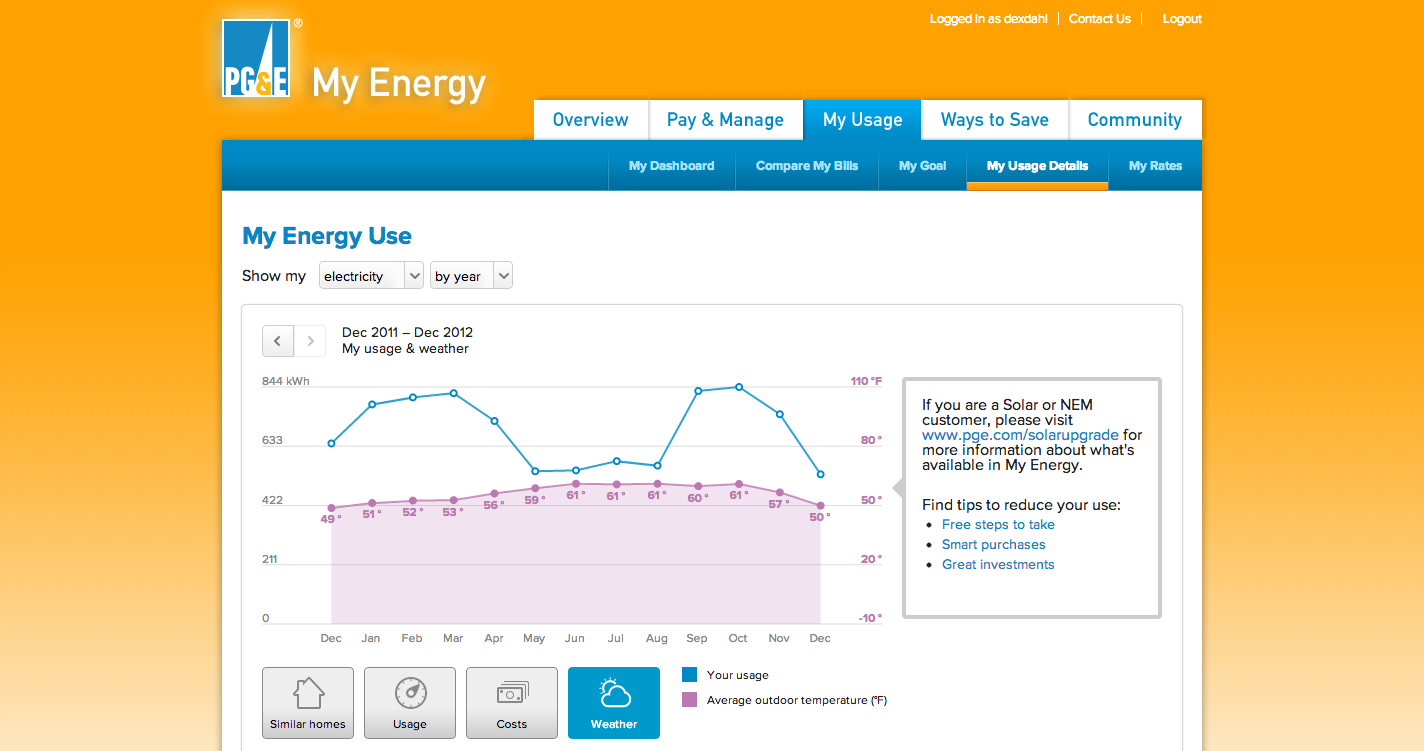 Logged in as dexdahl
Contact Us
Logout
PG&E
®
My Energy
Overview
Pay & Manage
My Usage
Ways to Save
Community
My Dashboard
Compare My Bills
My Goal
My Usage Details
My Rates
My Energy Use
Show my
electricity
by year
Dec 2011 – Dec 2012
My usage & weather
844 kWh
110 °F
633
80 °
422
50 °
211
20 °
0
-10 °
49 °
51 °
52 °
53 °
56 °
59 °
61 °
61 °
61 °
60 °
61 °
57 °
50 °
Dec
Jan
Feb
Mar
Apr
May
Jun
Jul
Aug
Sep
Oct
Nov
Dec
If you are a Solar or NEM
customer, please visit
www.pge.com/solarupgrade for
more information about what's
available in My Energy.
Find tips to reduce your use:
Free steps to take
Smart purchases
Great investments
Similar homes
Usage
Costs
Weather
Your usage
Average outdoor temperature (°F)